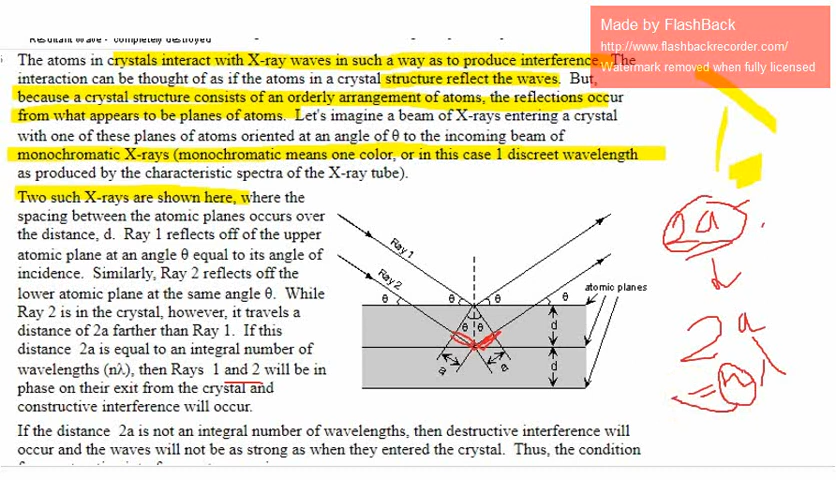 Made by FlashBack
http://www.flashbackrecorder.com/
Watermark removed when fully licensed
Resultant wave - completely destroyed
The atoms in crystals interact with X-ray waves in such a way as to produce interference. The
interaction can be thought of as if the atoms in a crystal structure reflect the waves. But,
because a crystal structure consists of an orderly arrangement of atoms, the reflections occur
from what appears to be planes of atoms. Let's imagine a beam of X-rays entering a crystal
with one of these planes of atoms oriented at an angle of θ to the incoming beam of
monochromatic X-rays (monochromatic means one color, or in this case 1 discreet wavelength
as produced by the characteristic spectra of the X-ray tube).
Two such X-rays are shown here, where the
spacing between the atomic planes occurs over
the distance, d. Ray 1 reflects off of the upper
atomic plane at an angle θ equal to its angle of
incidence. Similarly, Ray 2 reflects off the
lower atomic plane at the same angle θ. While
Ray 2 is in the crystal, however, it travels a
distance of 2a farther than Ray 1. If this
distance 2a is equal to an integral number of
wavelengths (nλ), then Rays 1 and 2 will be in
phase on their exit from the crystal and
constructive interference will occur.
Ray 1
Ray 2
θ θ θ θ
atomic planes
θ θ
d
a a
d
2a
2a
If the distance 2a is not an integral number of wavelengths, then destructive interference will
occur and the waves will not be as strong as when they entered the crystal. Thus, the condition